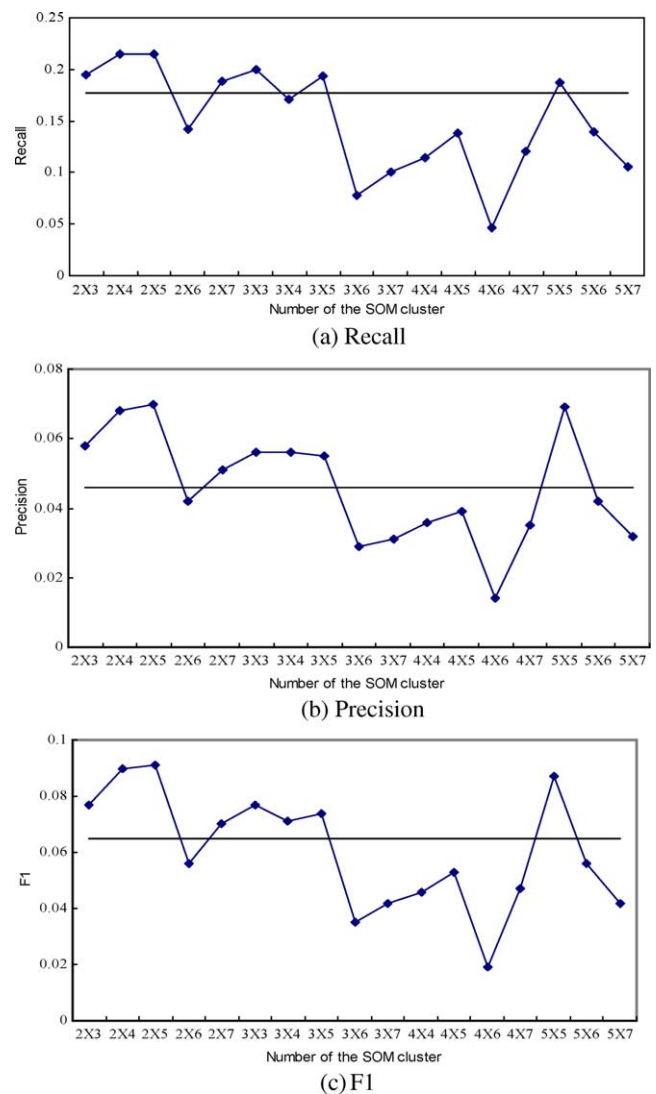 0.25
0.2
0.15
0.1
0.05
0
Recall
2X3 2X4 2X5 2X6 2X7 3X3 3X4 3X5 3X6 3X7 4X4 4X5 4X6 4X7 5X5 5X6 5X7
Number of the SOM cluster
(a) Recall
0.08
0.06
0.04
0.02
0
Precision
2X3 2X4 2X5 2X6 2X7 3X3 3X4 3X5 3X6 3X7 4X4 4X5 4X6 4X7 5X5 5X6 5X7
Number of the SOM cluster
(b) Precision
0.1
0.08
0.06
0.04
0.02
0
F1
2X3 2X4 2X5 2X6 2X7 3X3 3X4 3X5 3X6 3X7 4X4 4X5 4X6 4X7 5X5 5X6 5X7
Number of the SOM cluster
(c) F1